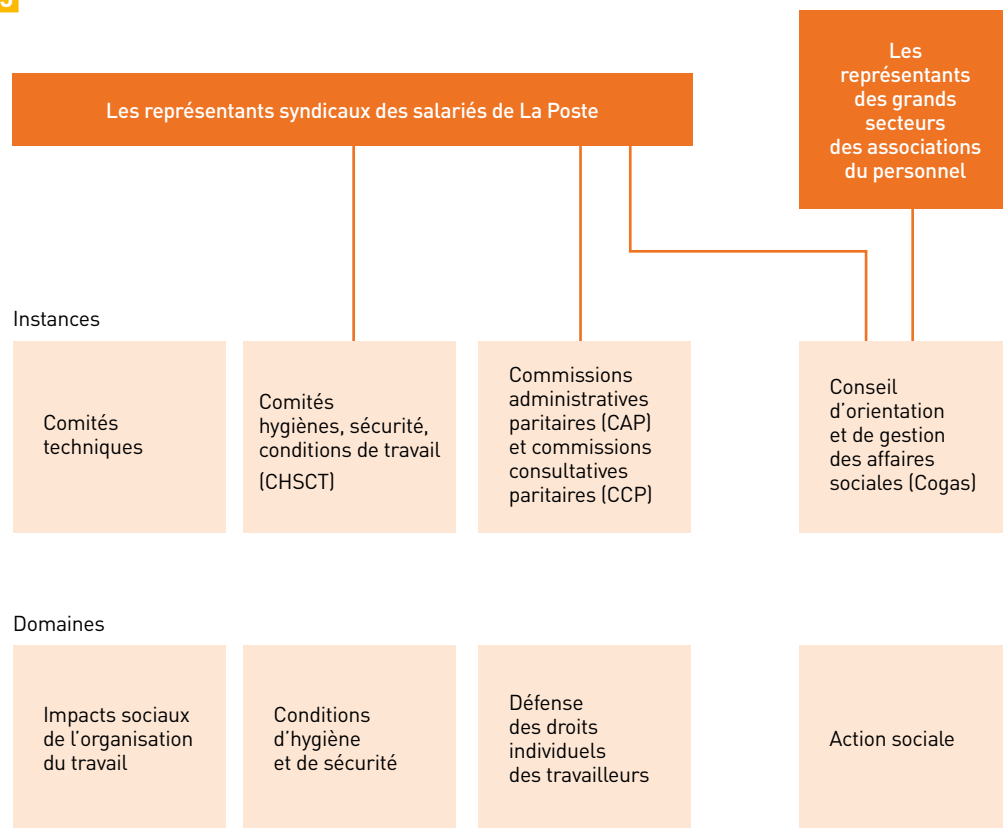 Les représentants syndicaux des salariés de La Poste
Les
représentants
des grands
secteurs
des associations
du personnel
Instances
Comités
techniques
Comités
hygiènes, sécurité,
conditions de travail
(CHSCT)
Commissions
administratives
paritaires (CAP)
et commissions
consultatives
paritaires (CCP)
Conseil
d’orientation
et de gestion
des affaires
sociales (Cogas)
Domaines
Impacts sociaux
de l’organisation
du travail
Conditions
d’hygiène
et de sécurité
Défense
des droits
individuels
des travailleurs
Action sociale